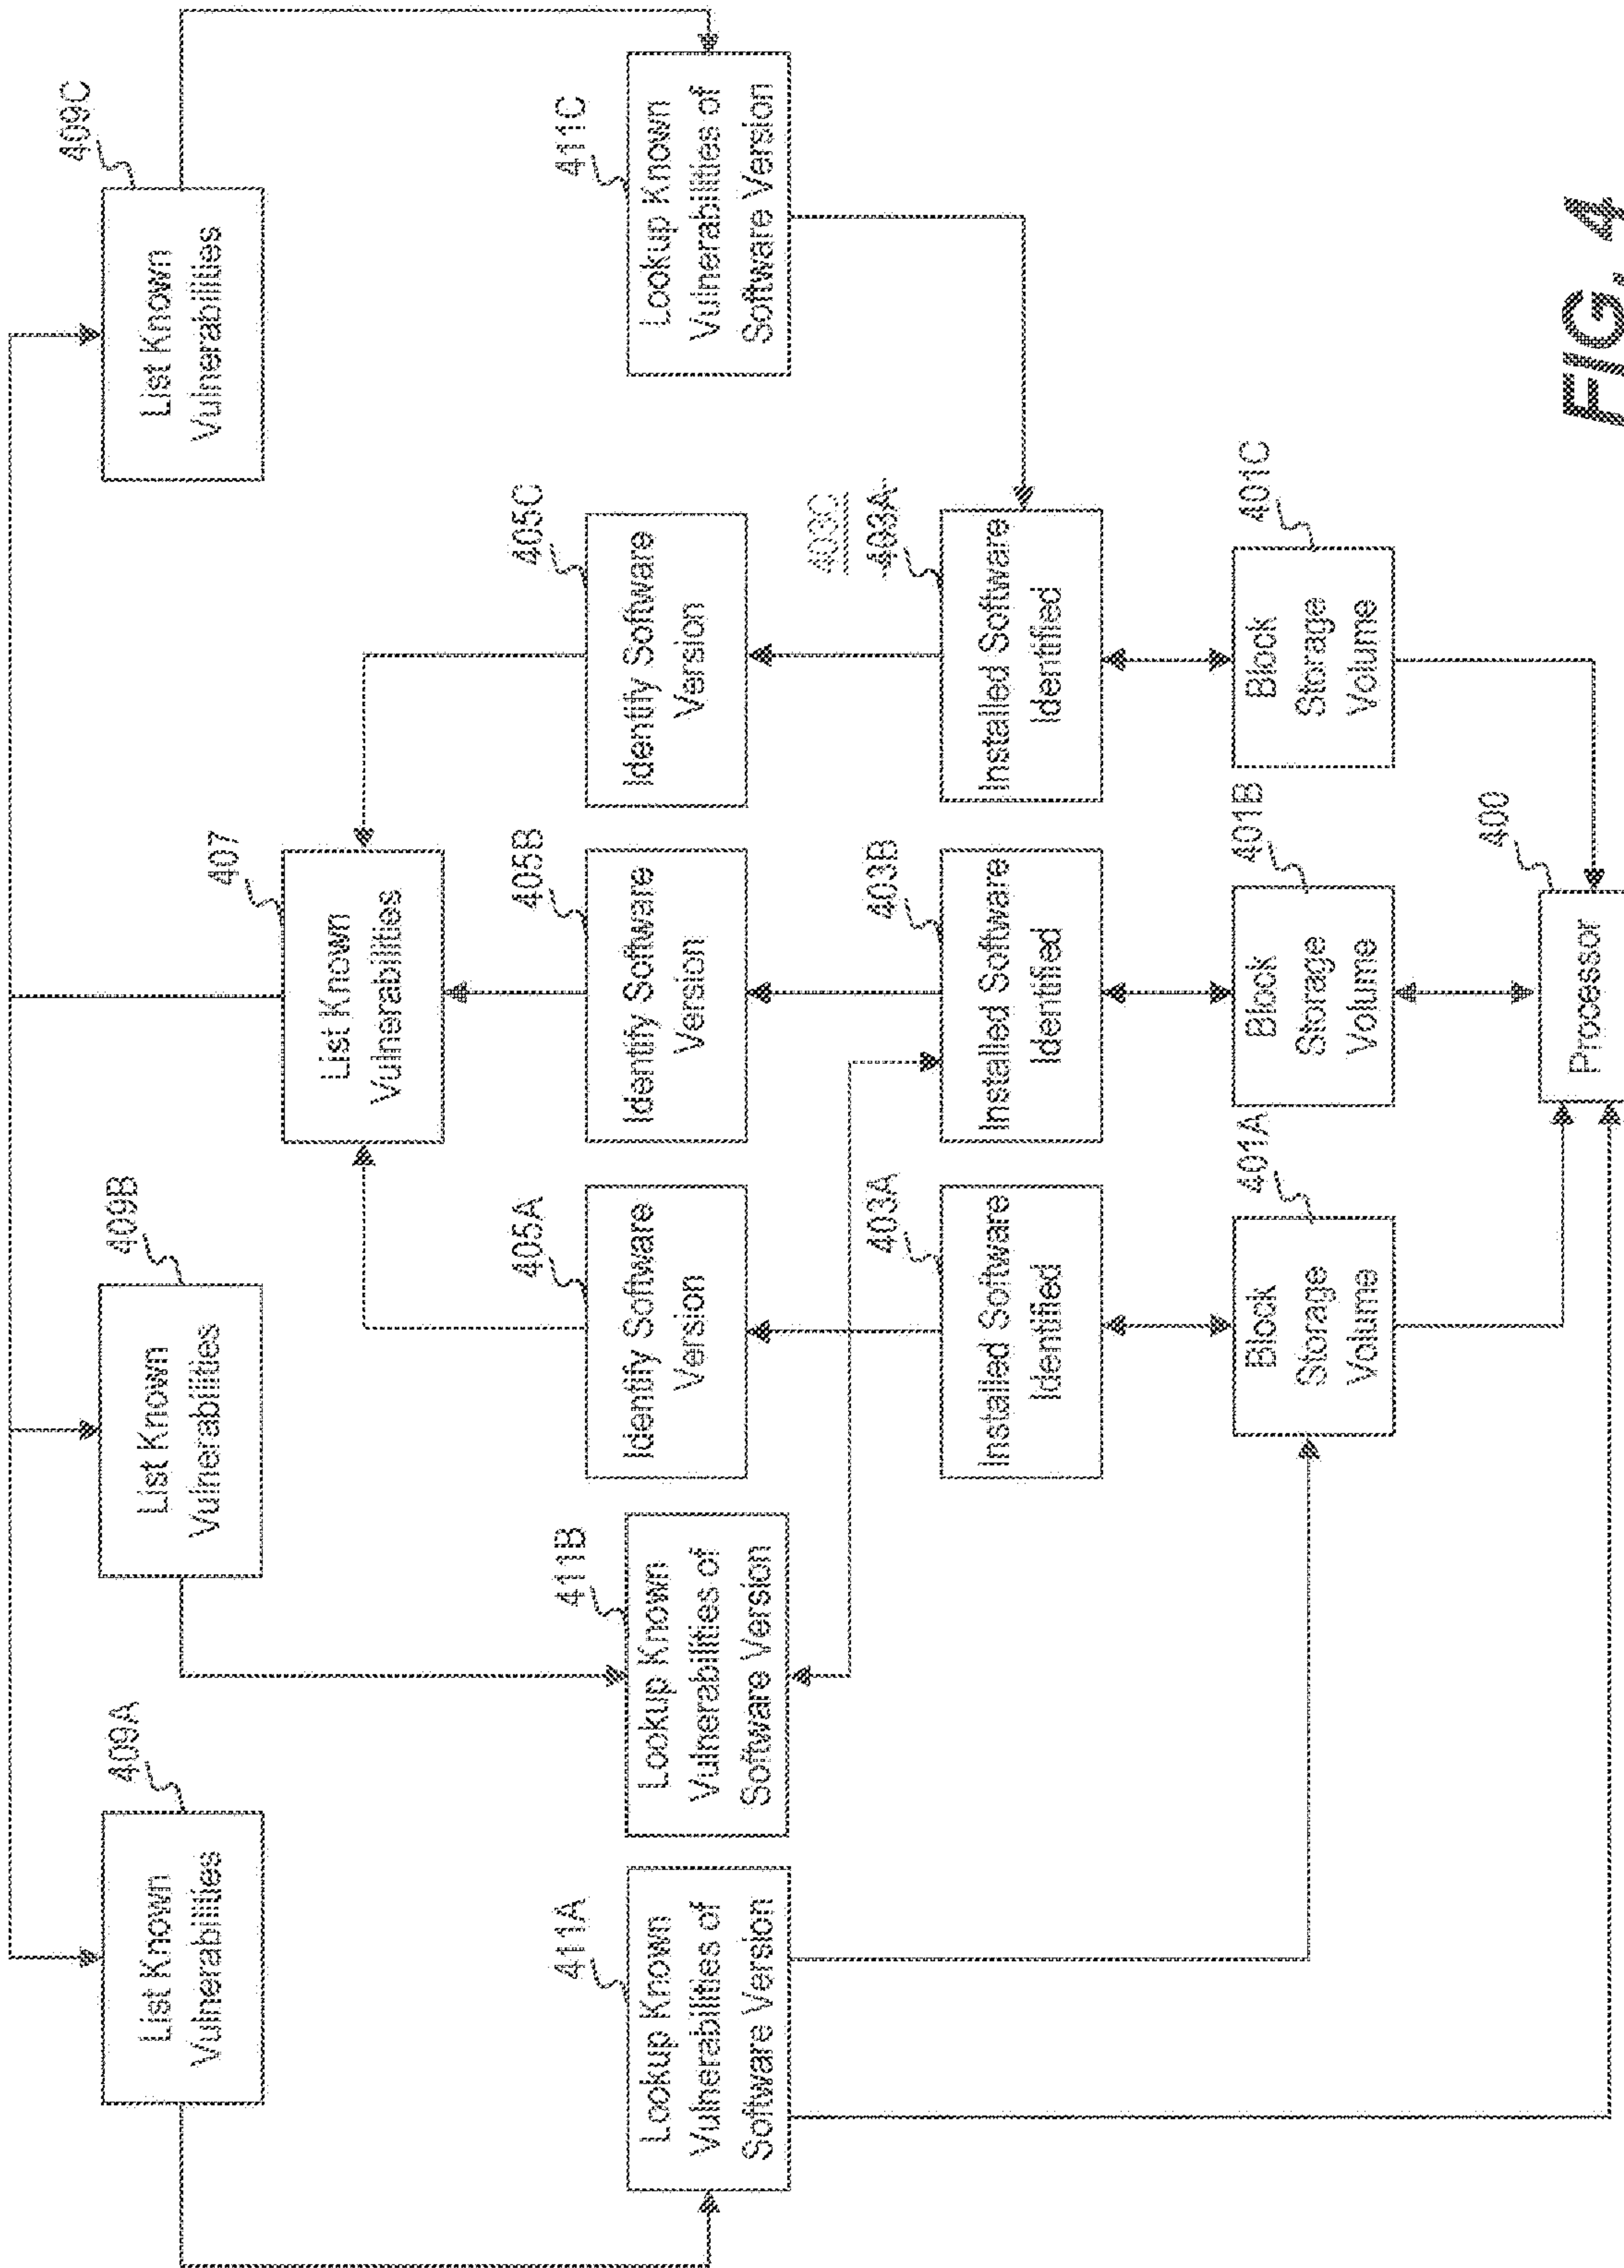 409A
List Known
Vulnerabilities
409B
List Known
Vulnerabilities
409C
List Known
Vulnerabilities
407
List Known
Vulnerabilities
411A
Lookup Known
Vulnerabilities of
Software Version
411B
Lookup Known
Vulnerabilities of
Software Version
405A
Identify Software
Version
405B
Identify Software
Version
405C
Identify Software
Version
411C
Lookup Known
Vulnerabilities of
Software Version
403A
Installed Software
Identified
403B
Installed Software
Identified
403C
403A
Installed Software
Identified
401A
Block
Storage
Volume
401B
Block
Storage
Volume
401C
Block
Storage
Volume
400
Processor
FIG. 4